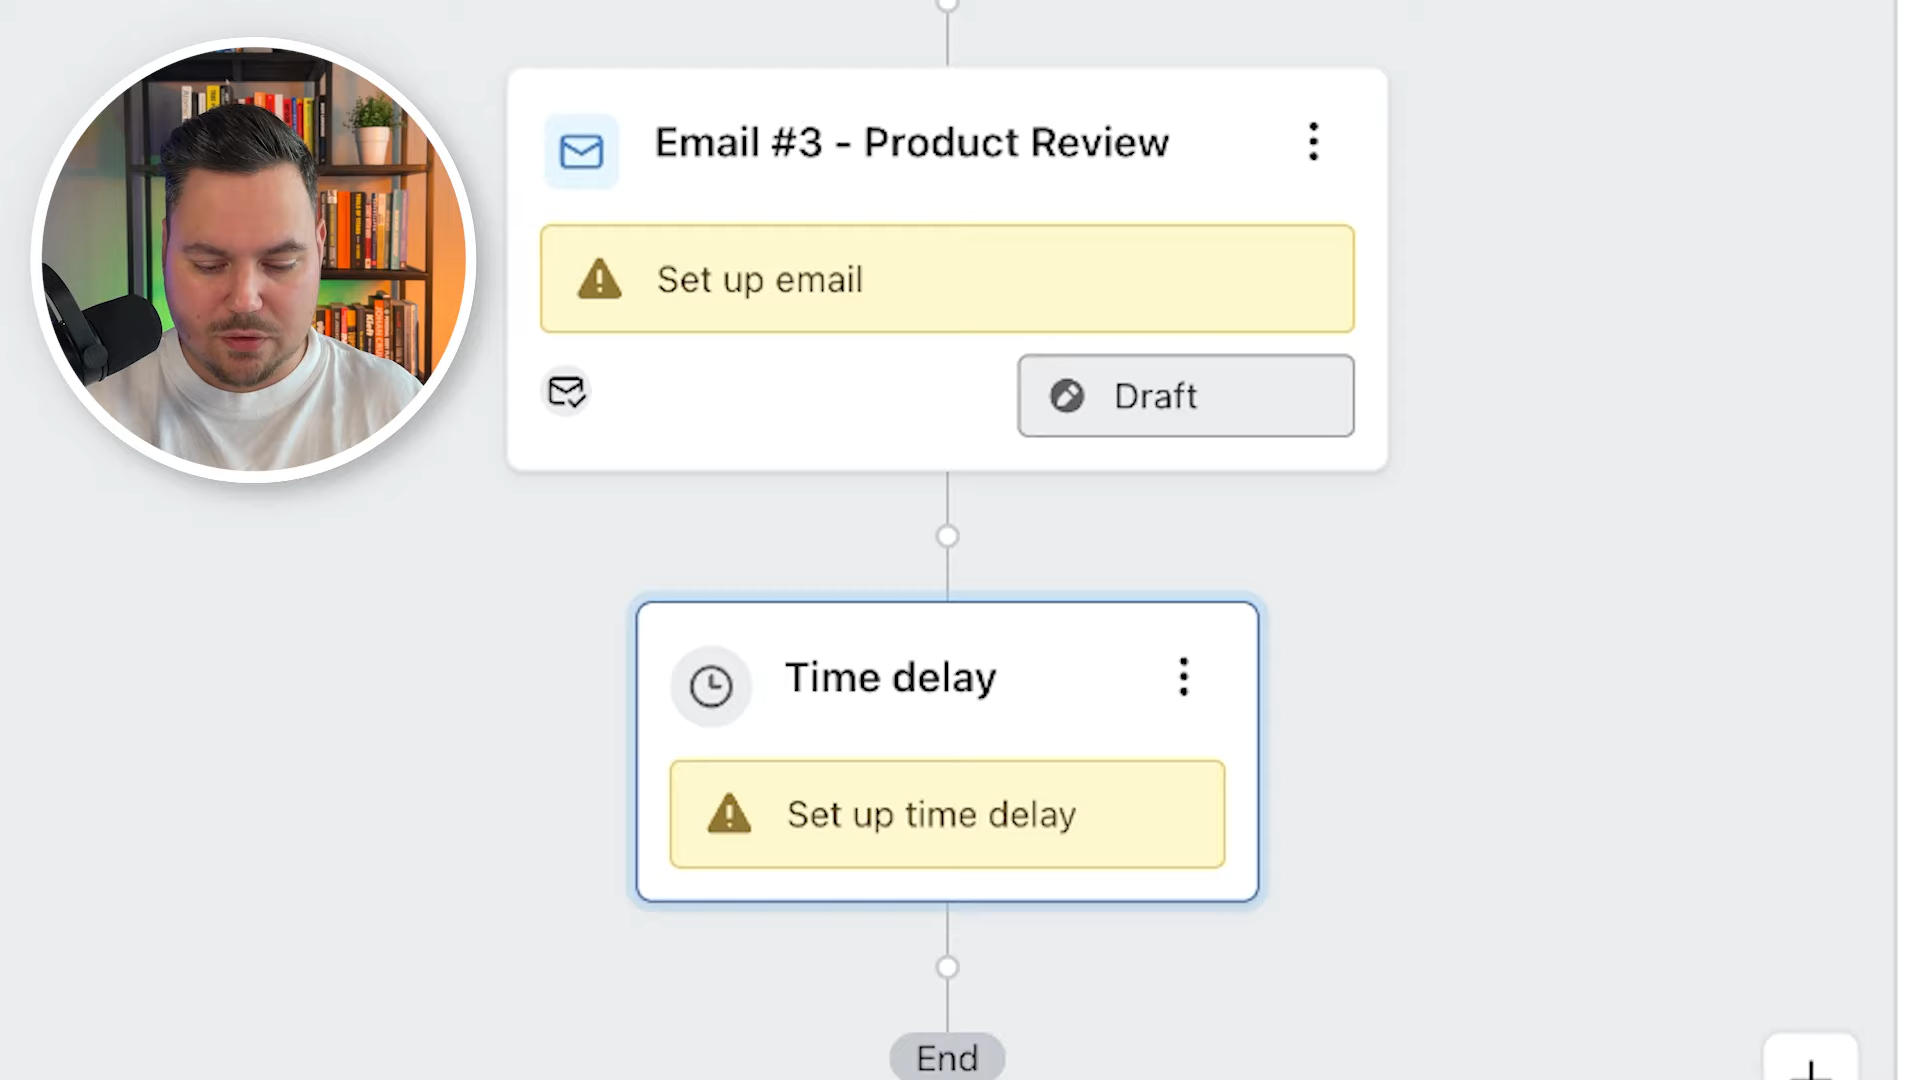 Email #3 - Product Review
Set up email
Draft
Time delay
Set up time delay
End